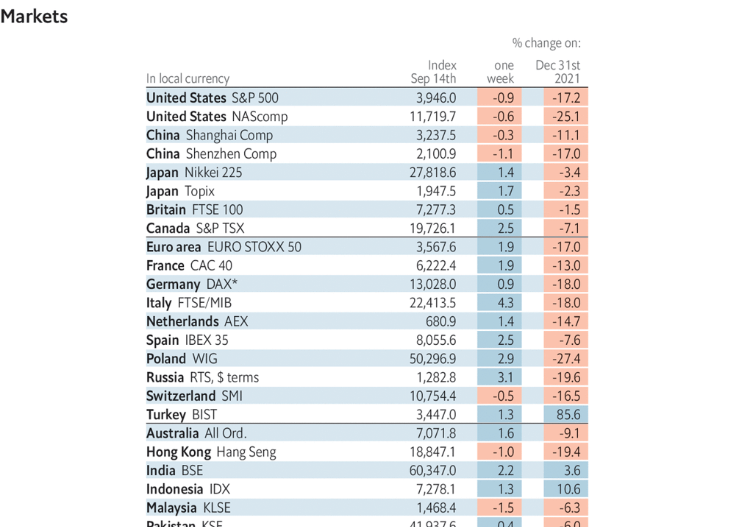 Markets
% change on:
Index one Dec 31st
In local currency Sep 14th week 2021
United States S&P 500 3,946.0 -0.9 -17.2
United States NAScomp 11,719.7 -0.6 -25.1
China Shanghai Comp 3,237.5 -0.3 -11.1
China Shenzhen Comp 2,100.9 -1.1 -17.0
Japan Nikkei 225 27,818.6 1.4 -3.4
Japan Topix 1,947.5 1.7 -2.3
Britain FTSE 100 7,277.3 0.5 -1.5
Canada S&P TSX 19,726.1 2.5 -7.1
Euro area EURO STOXX 50 3,567.6 1.9 -17.0
France CAC 40 6,222.4 1.9 -13.0
Germany DAX* 13,028.0 0.9 -18.0
Italy FTSE/MIB 22,413.5 4.3 -18.0
Netherlands AEX 680.9 1.4 -14.7
Spain IBEX 35 8,055.6 2.5 -7.6
Poland WIG 50,296.9 2.9 -27.4
Russia RTS, $ terms 1,282.8 3.1 -19.6
Switzerland SMI 10,754.4 -0.5 -16.5
Turkey BIST 3,447.0 1.3 85.6
Australia All Ord. 7,071.8 1.6 -9.1
Hong Kong Hang Seng 18,847.1 -1.0 -19.4
India BSE 60,347.0 2.2 3.6
Indonesia IDX 7,278.1 1.3 10.6
Malaysia KLSE 1,468.4 -1.5 -6.3
Pakistan KSE 41,937.6 0.4 -6.0